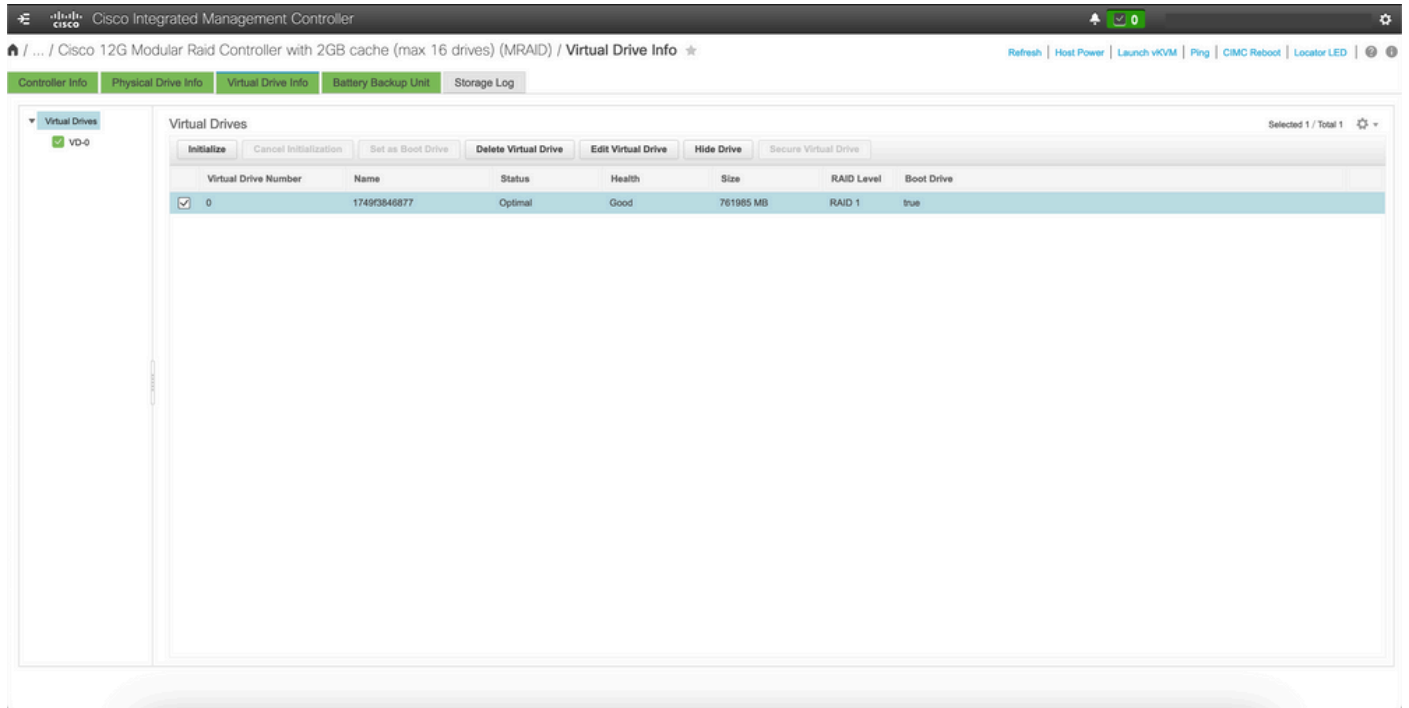 cisco Cisco Integrated Management Controller 0
/ ... / Cisco 12G Modular Raid Controller with 2GB cache (max 16 drives) (MRAID) / Virtual Drive Info ★ Refresh | Host Power | Launch vKVM | Ping | CIMC Reboot | Locator LED |
Controller Info Physical Drive Info Virtual Drive Info Battery Backup Unit Storage Log
Virtual Drives
VD-0
Virtual Drives Selected 1 / Total 1
Initialize Cancel Initialization Set as Boot Drive Delete Virtual Drive Edit Virtual Drive Hide Drive Secure Virtual Drive
Virtual Drive Number Name Status Health Size RAID Level Boot Drive
0 1749f3846877 Optimal Good 761985 MB RAID 1 true